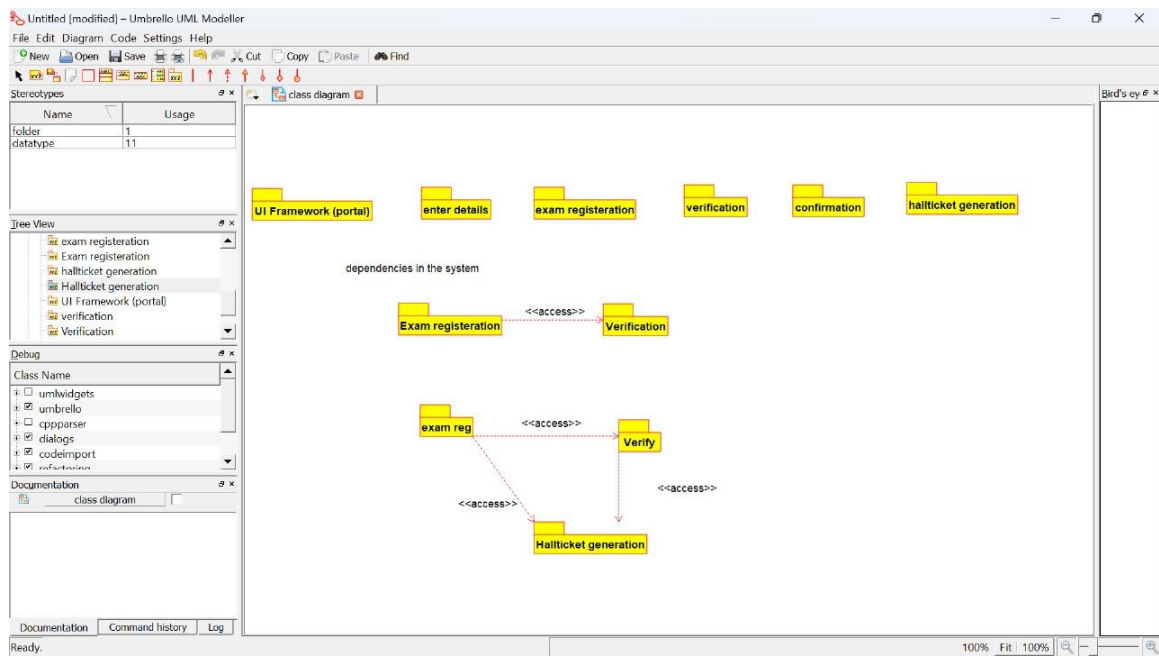 Untitled [modified] – Umbrello UML Modeller
File Edit Diagram Code Settings Help
New Open Save Cut Copy Paste Find
Stereotypes
Name Usage
folder 1
datatype 11
Tree View
exam registeration
Exam registeration
hallticket generation
Hallticket generation
UI Framework (portal)
verification
Verification
Debug
Class Name
umlwidgets
umbrello
cppparser
dialogs
codeimport
refactoring
Documentation
class diagram
Documentation Command history Log
Ready.
class diagram
UI Framework (portal)
enter details
exam registeration
verification
confirmation
hallticket generation
dependencies in the system
Exam registeration
<<access>>
Verification
exam reg
<<access>>
Verify
<<access>>
<<access>>
Hallticket generation
Bird's ey
100% Fit 100%